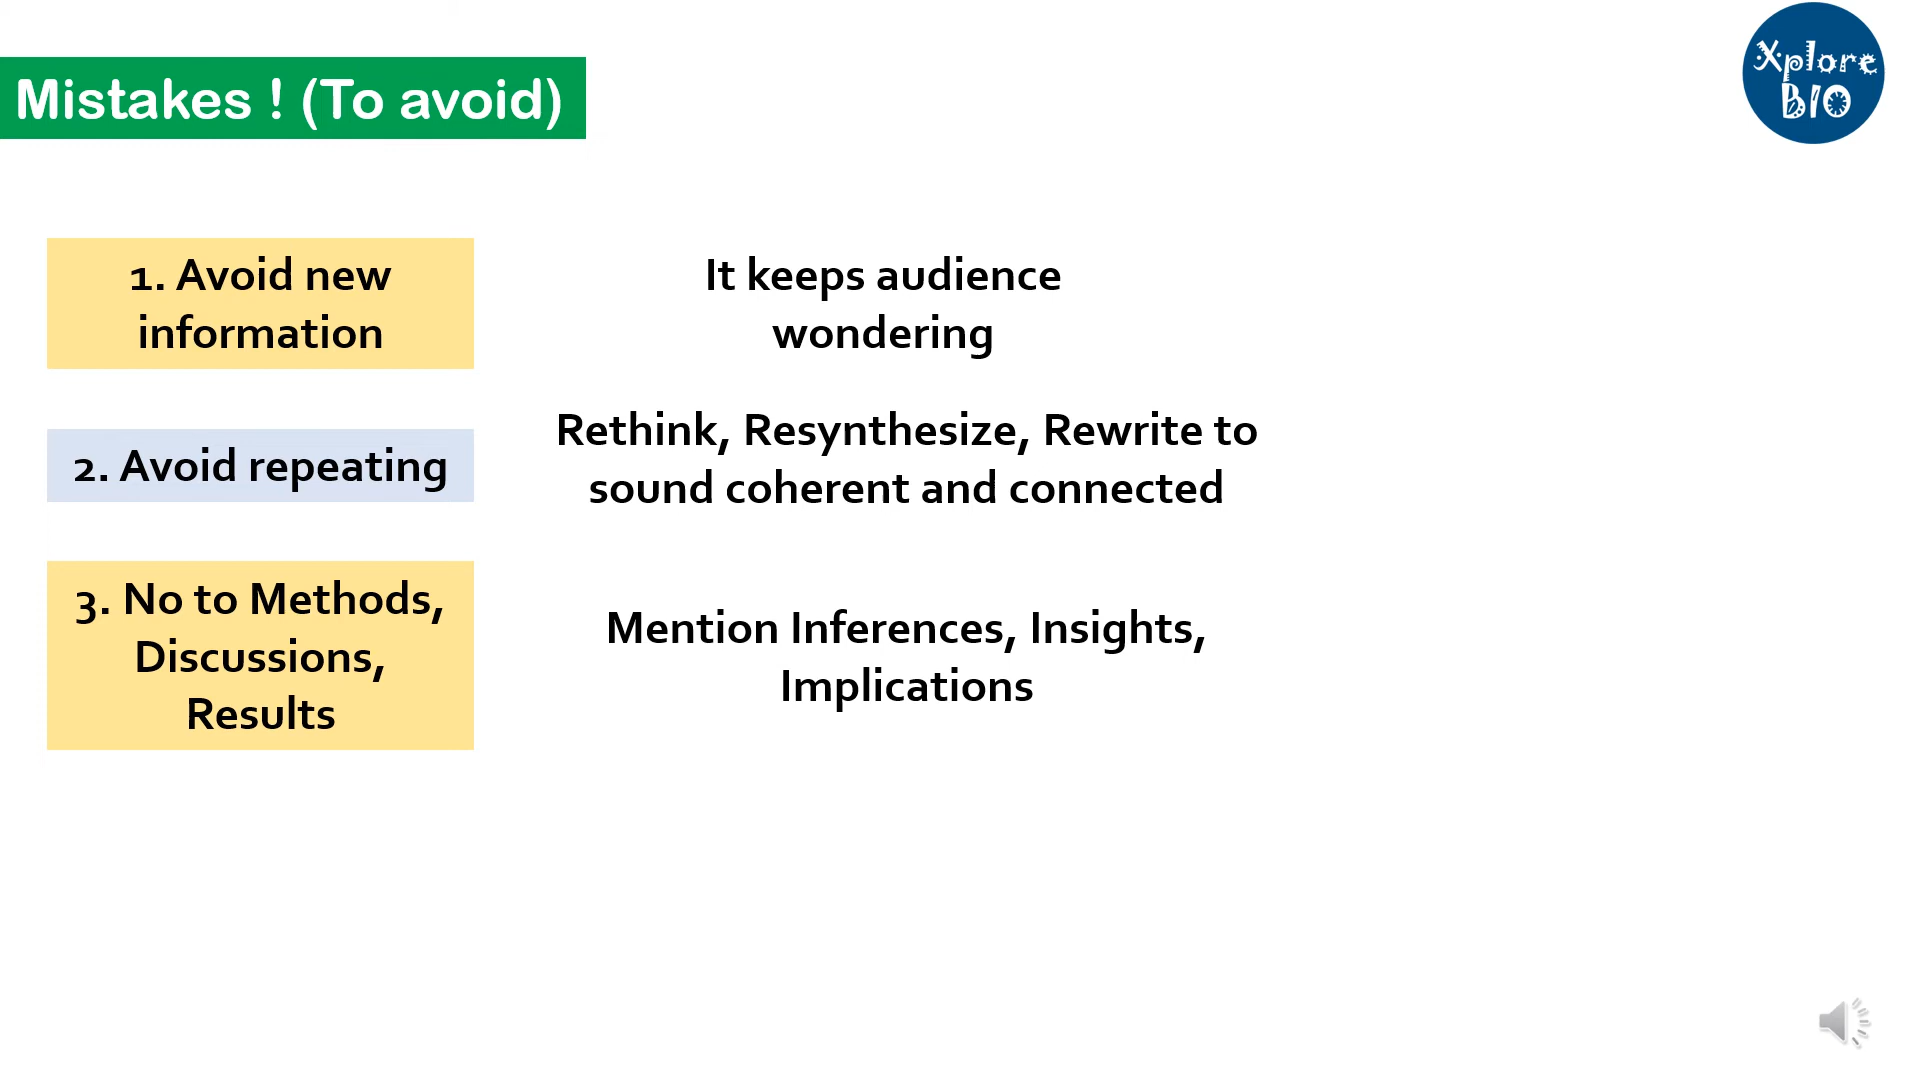 Mistakes ! (To avoid)
Xplore
BIO
1. Avoid new
information
It keeps audience
wondering
2. Avoid repeating
Rethink, Resynthesize, Rewrite to
sound coherent and connected
3. No to Methods,
Discussions,
Results
Mention Inferences, Insights,
Implications